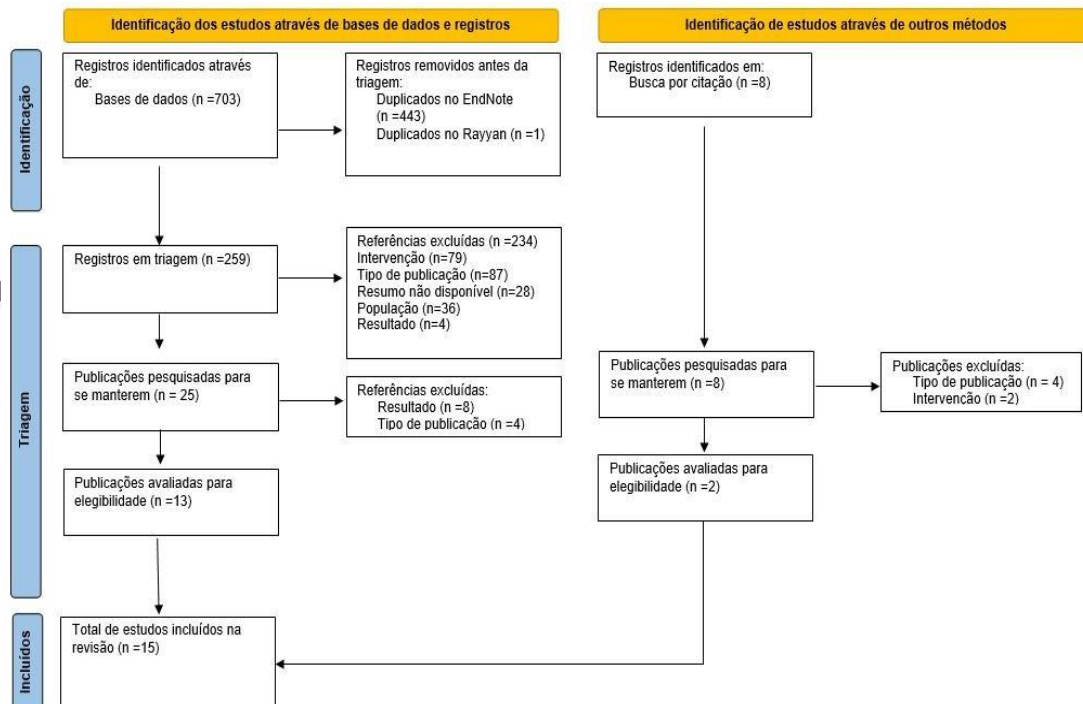 Identificação dos estudos através de bases de dados e registros
Identificação de estudos através de outros métodos
Identificação
Registros identificados através
de:
Bases de dados (n =703)
Registros removidos antes da
triagem:
Duplicados no EndNote
(n =443)
Duplicados no Rayyan (n =1)
Registros identificados em:
Busca por citação (n =8)
Triagem
Registros em triagem (n =259)
Referências excluídas (n =234)
Intervenção (n=79)
Tipo de publicação (n=87)
Resumo não disponível (n=28)
População (n=36)
Resultado (n=4)
Publicações pesquisadas para
se manterem (n = 25)
Referências excluídas:
Resultado (n =8)
Tipo de publicação (n =4)
Publicações pesquisadas para
se manterem (n =8)
Publicações excluídas:
Tipo de publicação (n = 4)
Intervenção (n =2)
Publicações avaliadas para
elegibilidade (n =13)
Publicações avaliadas para
elegibilidade (n =2)
Incluídos
Total de estudos incluídos na
revisão (n =15)